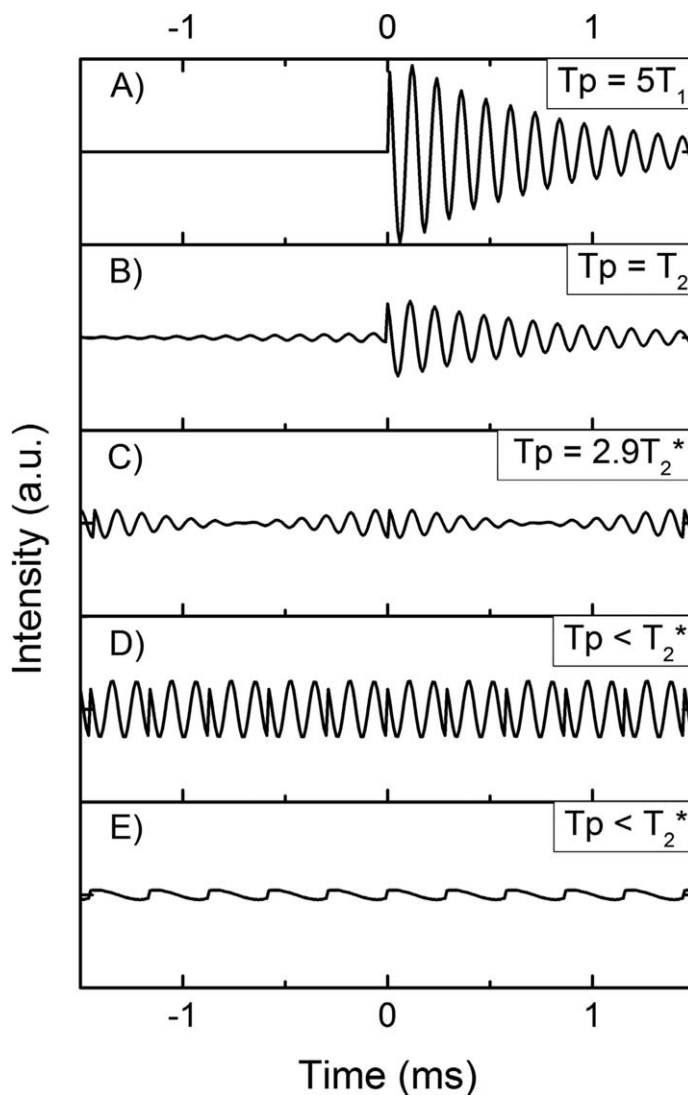 -1 0 1
A) Tp = 5T₁
B) Tp = T₂
C) Tp = 2.9T₂*
D) Tp < T₂*
E) Tp < T₂*
Intensity (a.u.)
-1 0 1
Time (ms)